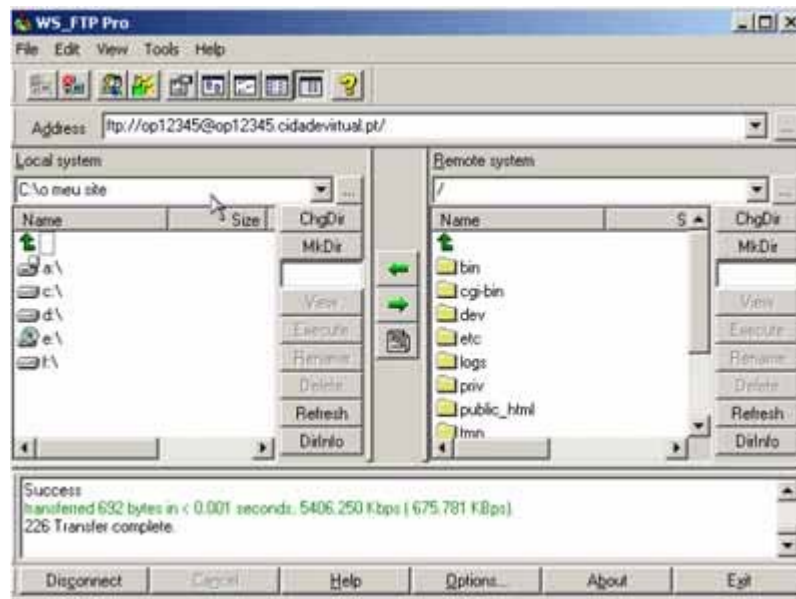 WS_FTP Pro
File Edit View Tools Help
Address ftp://op12345@op12345.cidadevirtual.pt/
Local system
C:\o meu site
Name Size
a:\
c:\
d:\
e:\
f:\
ChgDir
MkDir
View
Execute
Rename
Delete
Refresh
DirInfo
Remote system
/
Name S
bin
cgi-bin
dev
etc
logs
priv
public_html
ChgDir
MkDir
View
Execute
Rename
Delete
Refresh
DirInfo
Success
transferred 692 bytes in < 0.001 seconds, 5406.250 Kbps ( 675.781 KBps)
226 Transfer complete.
Disconnect Cancel Help Options... About Exit